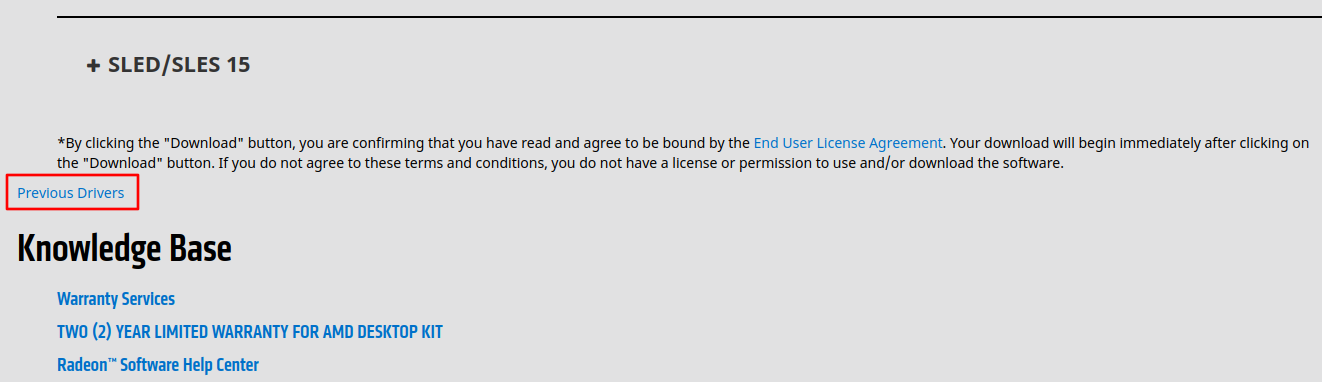 + SLED/SLES 15
*By clicking the "Download" button, you are confirming that you have read and agree to be bound by the End User License Agreement. Your download will begin immediately after clicking on
the "Download" button. If you do not agree to these terms and conditions, you do not have a license or permission to use and/or download the software.
Previous Drivers
Knowledge Base
Warranty Services
TWO (2) YEAR LIMITED WARRANTY FOR AMD DESKTOP KIT
Radeon™ Software Help Center